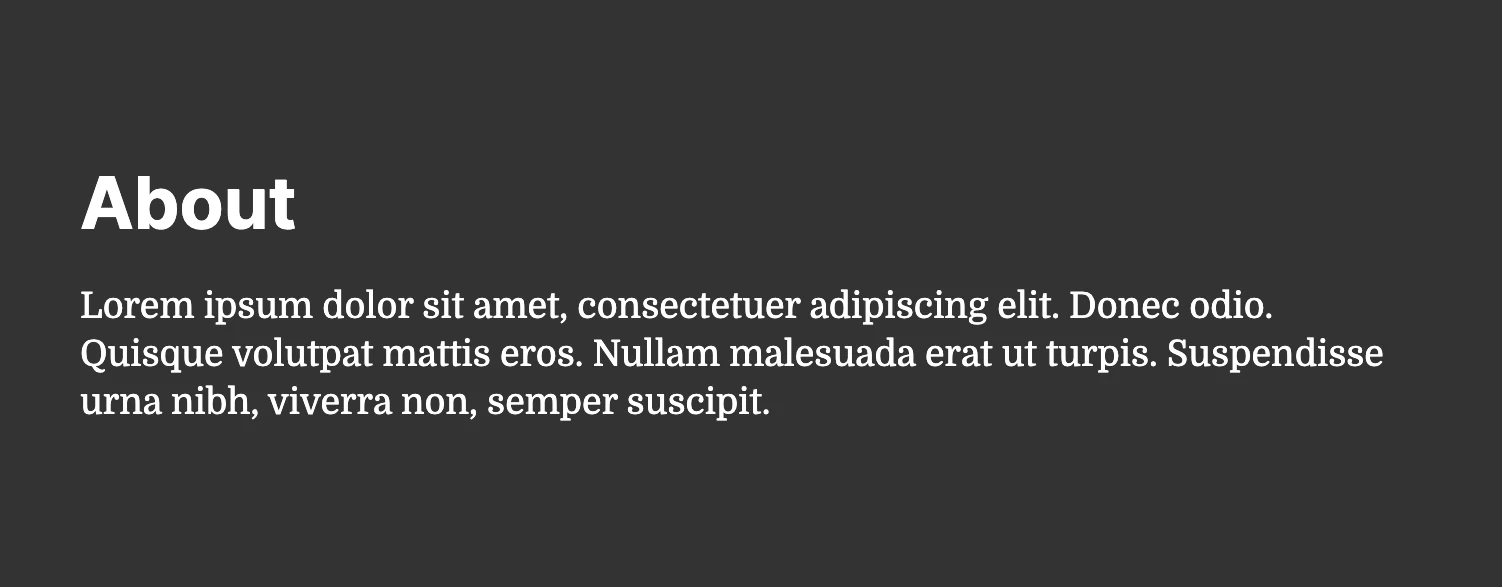 About
Lorem ipsum dolor sit amet, consectetuer adipiscing elit. Donec odio.
Quisque volutpat mattis eros. Nullam malesuada erat ut turpis. Suspendisse
urna nibh, viverra non, semper suscipit.